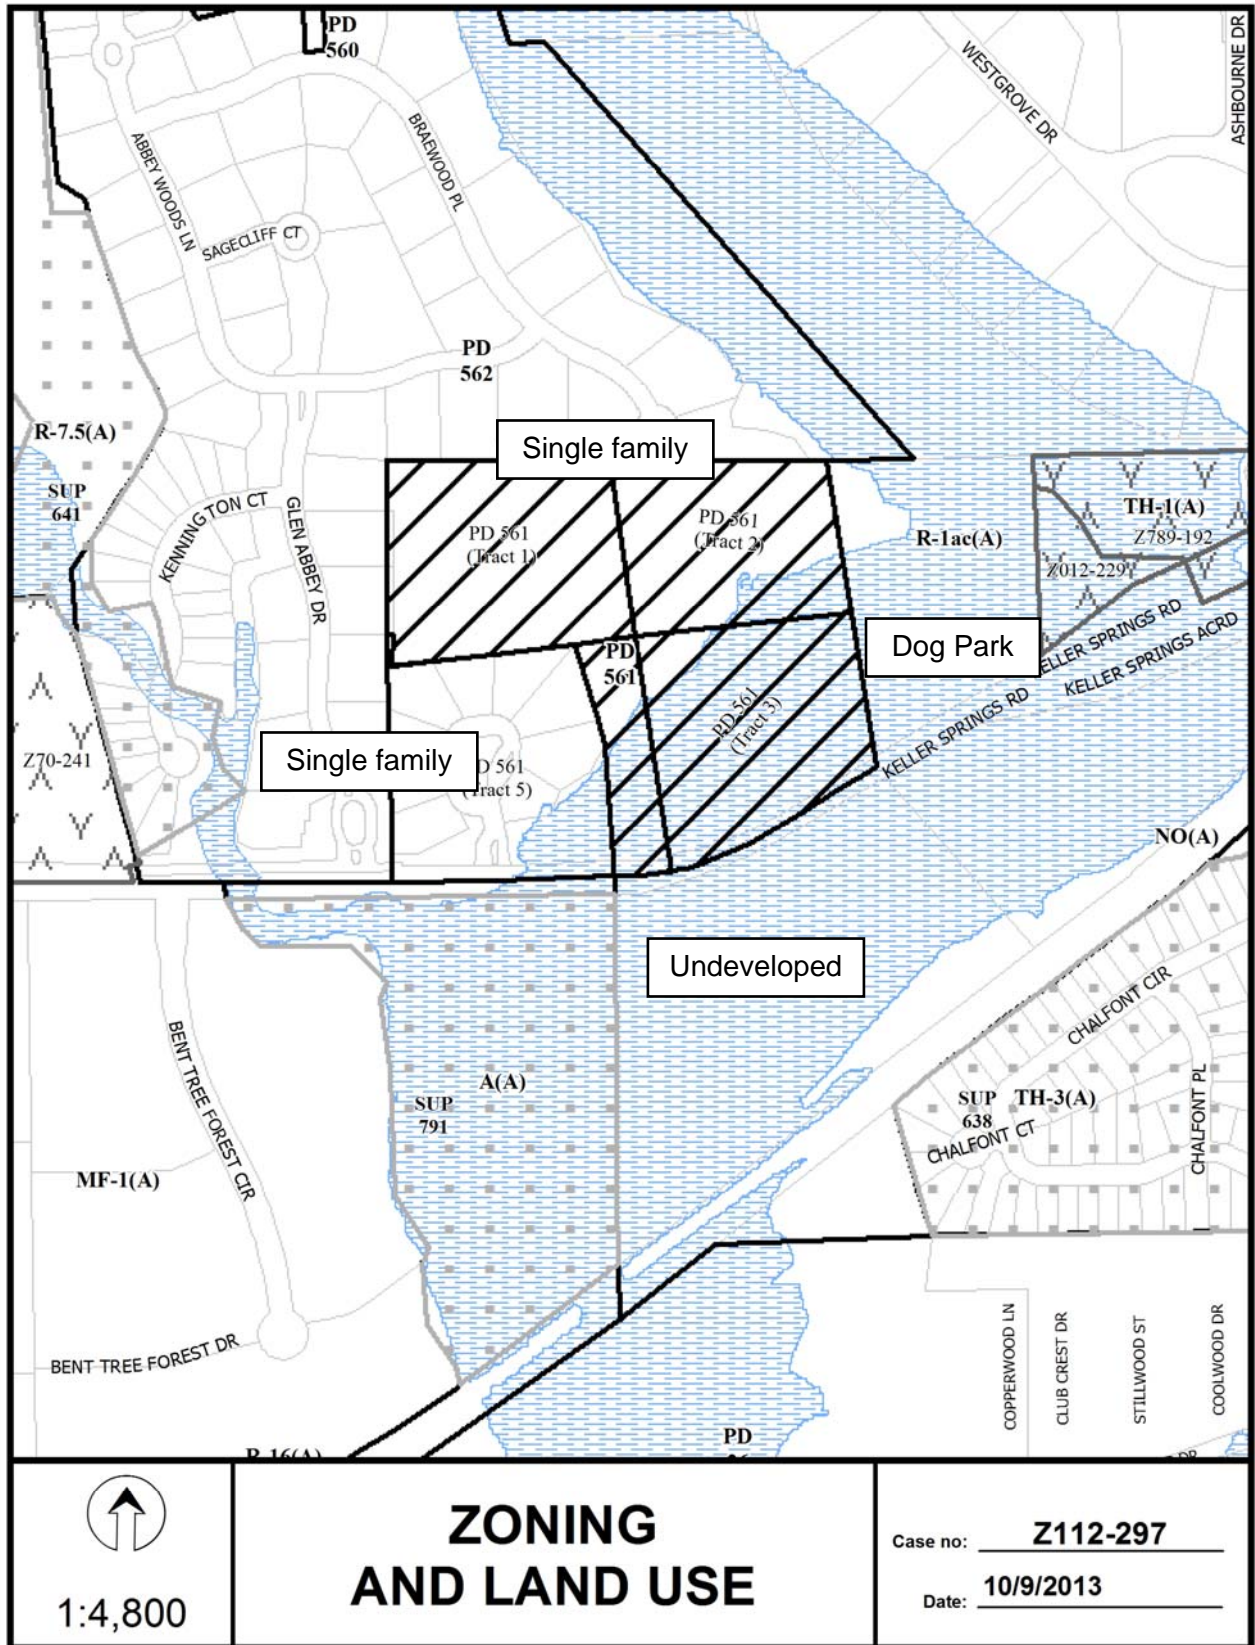 PD
560
WESTGROVE DR
ASHBOURNE DR
BRAEWOOD PL
ABBEY WOODS LN
SAGECLIFF CT
PD
562
R-7.5(A)
Single family
SUP
641
KENNINGTON CT
GLEN ABBEY DR
PD 561
(Tract 1)
PD 561
(Tract 2)
R-1ac(A)
TH-1(A)
Z789-192
Z012-229
PD
561
Dog Park
KELLER SPRINGS RD
KELLER SPRINGS ACRD
PD 561
(Tract 3)
KELLER SPRINGS RD
Z70-241
Single family
D 561
Tract 5)
NO(A)
Undeveloped
BENT TREE FOREST CIR
A(A)
SUP
791
CHALFONT CIR
SUP
638
TH-3(A)
CHALFONT CT
CHALFONT PL
MF-1(A)
BENT TREE FOREST DR
COPPERWOOD LN
CLUB CREST DR
STILLWOOD ST
COOLWOOD DR
R-16(A)
PD
DR
1:4,800
ZONING
AND LAND USE
Case no: Z112-297
Date: 10/9/2013